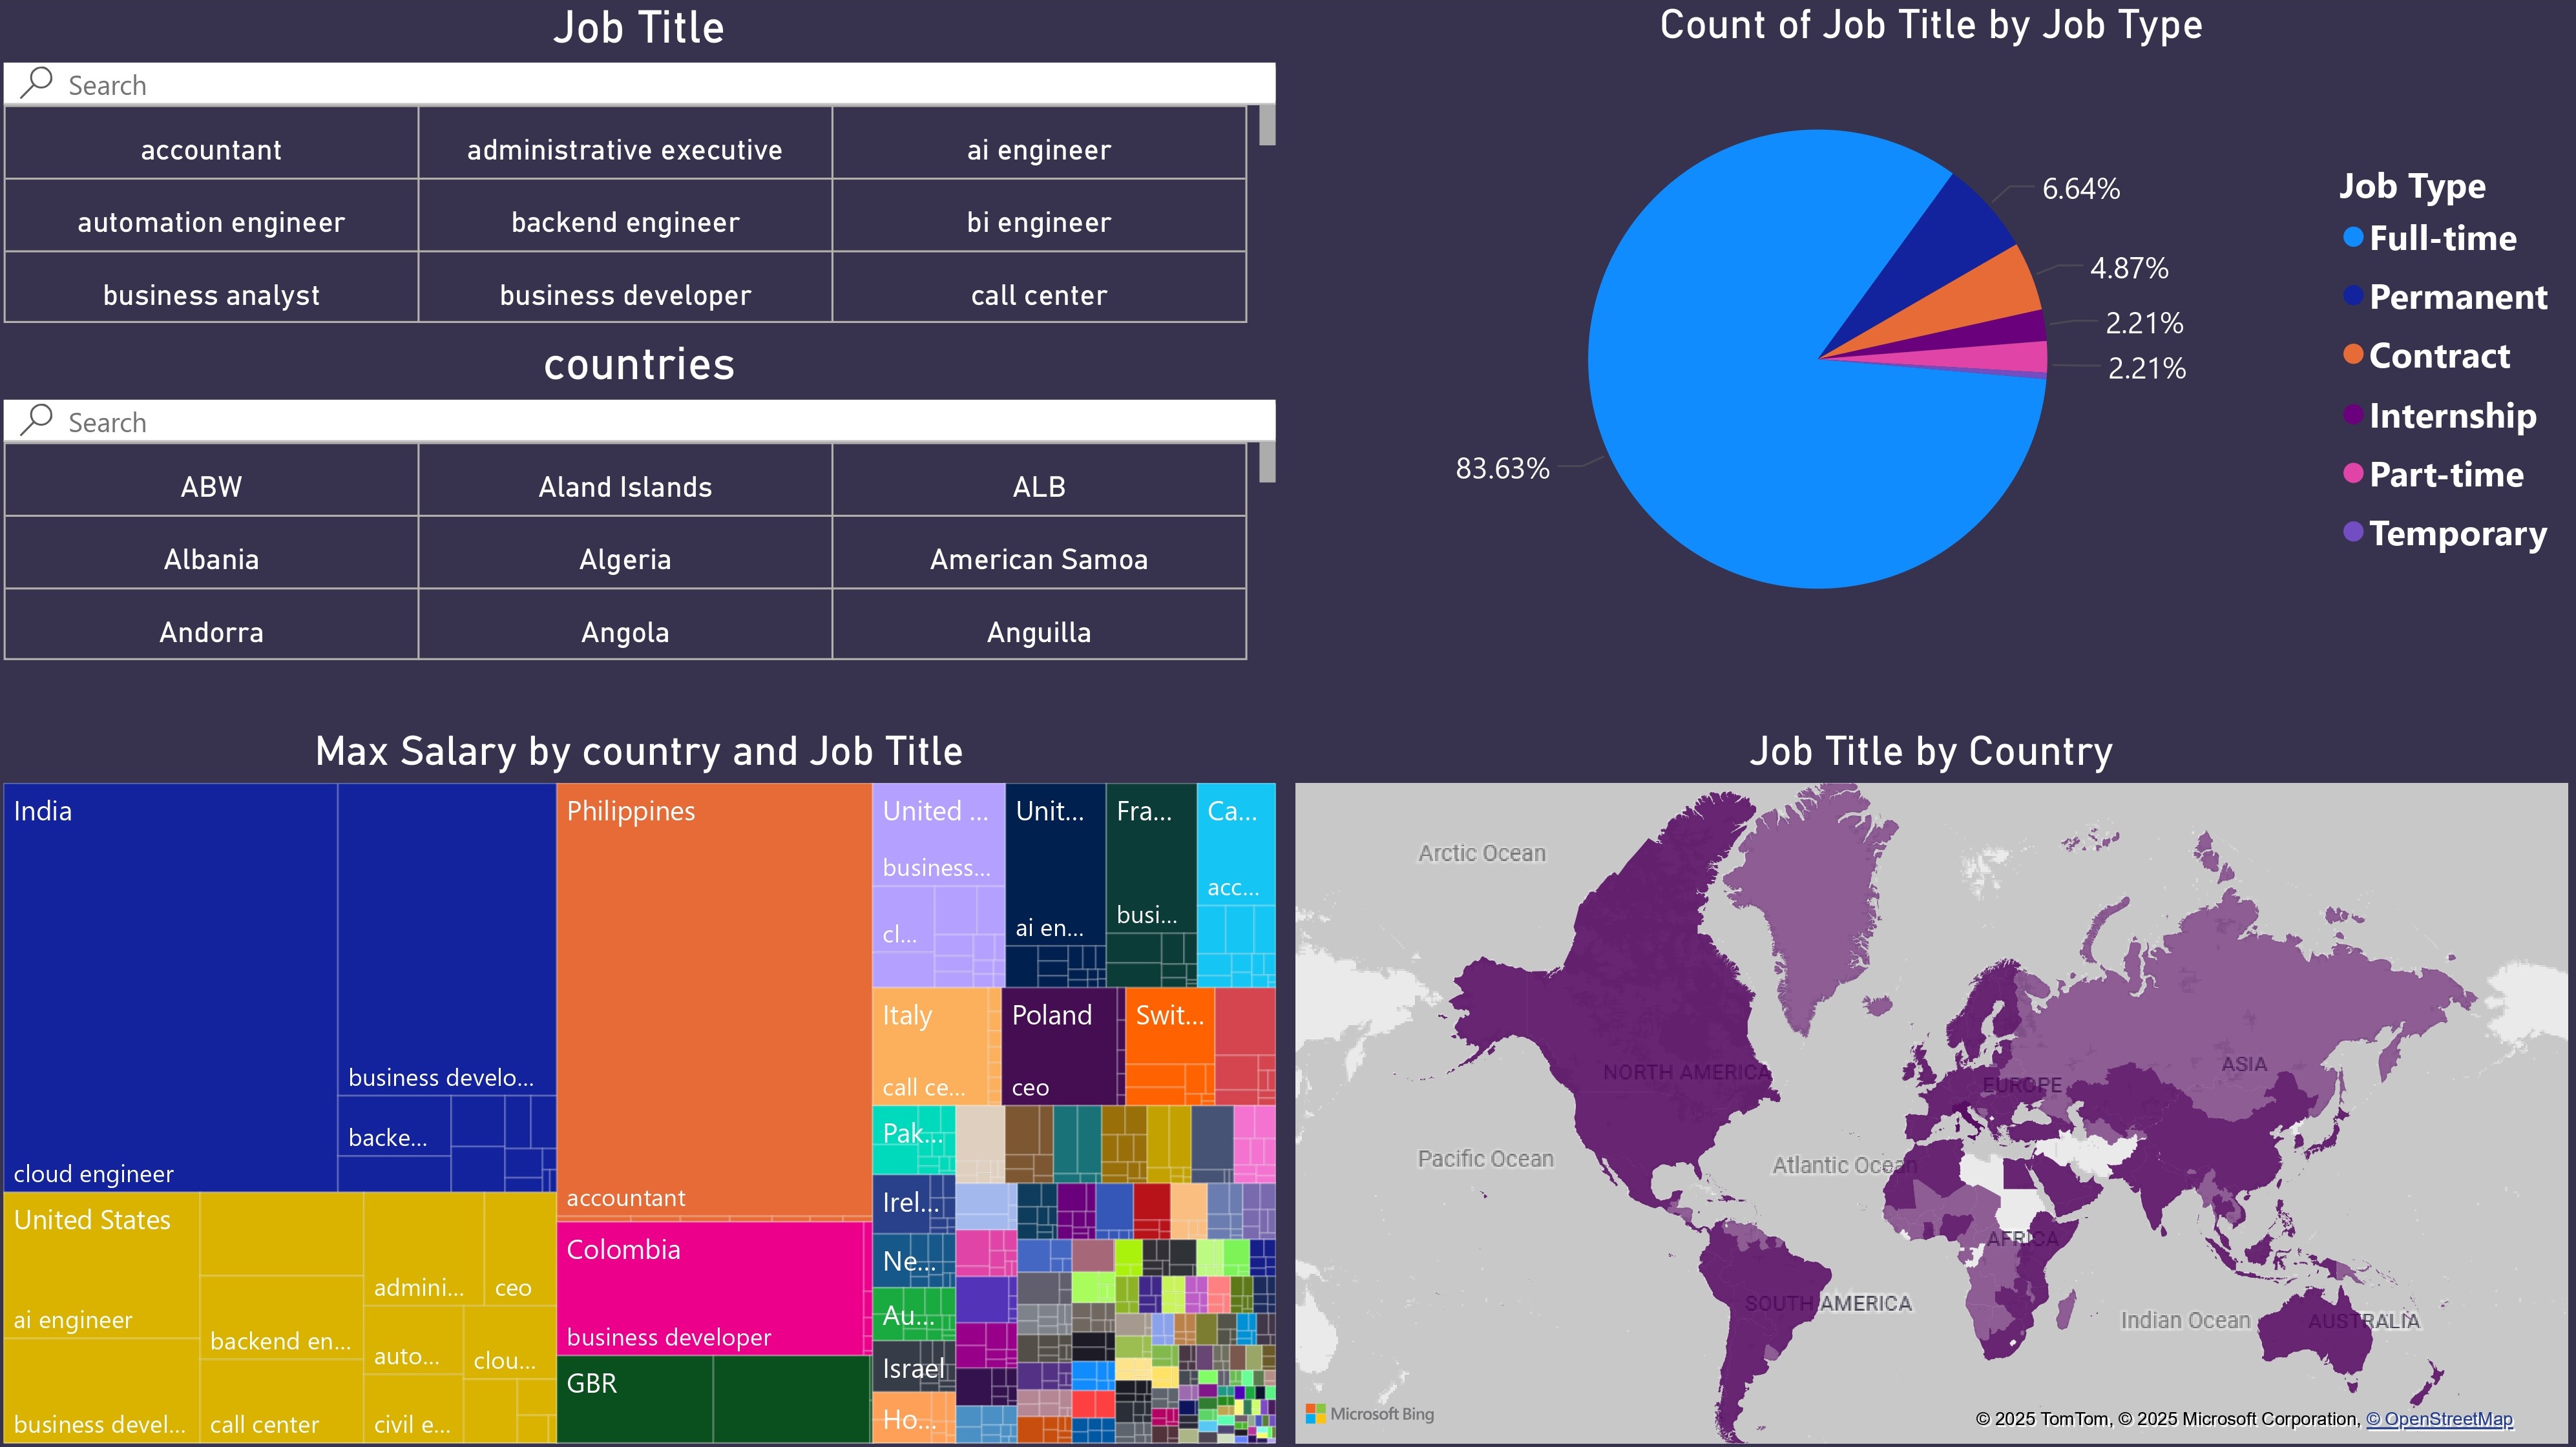 Job Title
Search
accountant administrative executive ai engineer
automation engineer backend engineer bi engineer
business analyst business developer call center
countries
Search
ABW Aland Islands ALB
Albania Algeria American Samoa
Andorra Angola Anguilla
Count of Job Title by Job Type
6.64%
4.87%
2.21%
2.21%
83.63%
Job Type
Full-time
Permanent
Contract
Internship
Part-time
Temporary
Max Salary by country and Job Title
India
cloud engineer
business develo...
backe...
United States
ai engineer
business devel...
backend en...
call center
admini...
ceo
auto...
clou...
civil e...
Philippines
accountant
Colombia
business developer
GBR
United ...
business...
cl...
Unit...
ai en...
Fra...
busi...
Ca...
acc...
Italy
call ce...
Poland
ceo
Swit...
Pak...
Irel...
Ne...
Au...
Israel
Ho...
Job Title by Country
Arctic Ocean
NORTH AMERICA
EUROPE
ASIA
Pacific Ocean
Atlantic Ocean
AFRICA
SOUTH AMERICA
Indian Ocean
AUSTRALIA
Microsoft Bing
© 2025 TomTom, © 2025 Microsoft Corporation, © OpenStreetMap